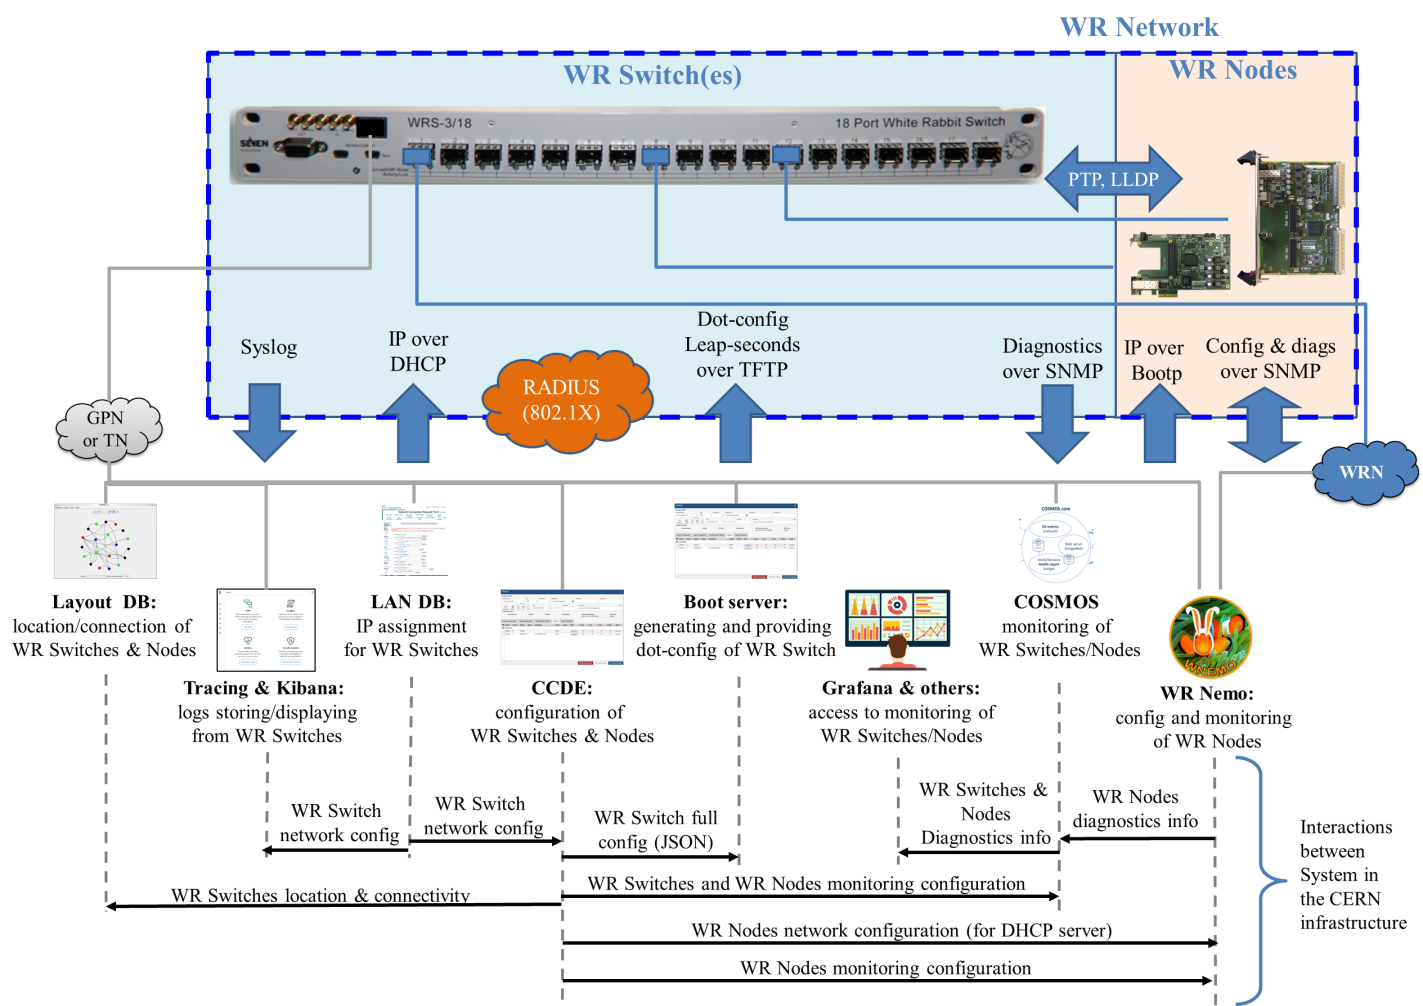 WR Network
WR Switch(es)
WR Nodes
WRS-3/18
18 Port White Rabbit Switch
PTP, LLDP
Syslog
IP over
DHCP
RADIUS
(802.1X)
Dot-config
Leap-seconds
over TFTP
Diagnostics
over SNMP
IP over
Bootp
Config & diags
over SNMP
GPN
or TN
WRN
COSMOS core
Layout DB:
location/connection of
WR Switches & Nodes
LAN DB:
IP assignment
for WR Switches
Boot server:
generating and providing
dot-config of WR Switch
COSMOS
monitoring of
WR Switches/Nodes
WNEMO
Tracing & Kibana:
logs storing/displaying
from WR Switches
CCDE:
configuration of
WR Switches & Nodes
Grafana & others:
access to monitoring of
WR Switches/Nodes
WR Nemo:
config and monitoring
of WR Nodes
WR Switch
network config
WR Switch
network config
WR Switch full
config (JSON)
WR Switches &
Nodes
Diagnostics info
WR Nodes
diagnostics info
WR Switches location & connectivity
WR Switches and WR Nodes monitoring configuration
WR Nodes network configuration (for DHCP server)
WR Nodes monitoring configuration
Interactions
between
System in
the CERN
infrastructure